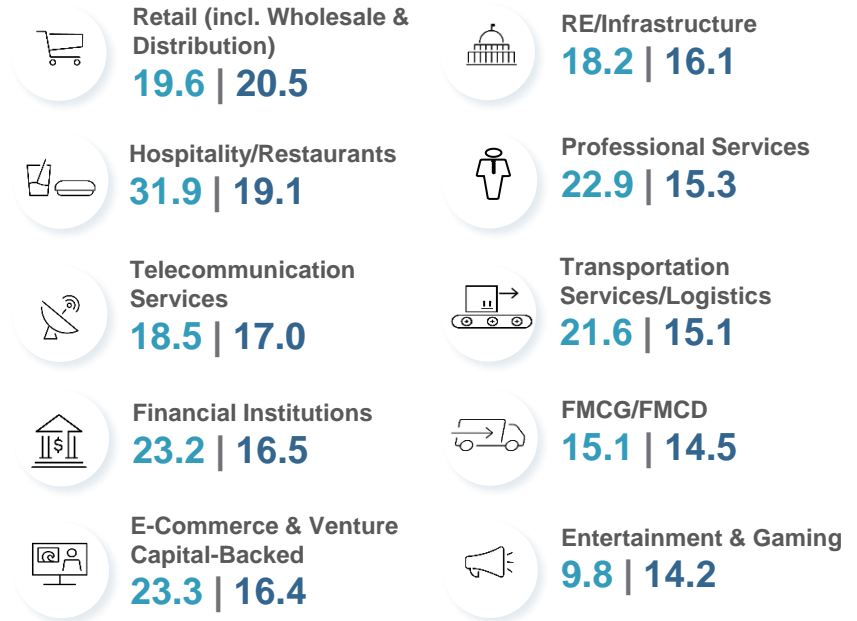 Retail (incl. Wholesale &
Distribution)
19.6 | 20.5
Hospitality/Restaurants
31.9 | 19.1
Telecommunication
Services
18.5 | 17.0
$
Financial Institutions
23.2 | 16.5
E-Commerce & Venture
Capital-Backed
23.3 | 16.4
RE/Infrastructure
18.2 | 16.1
Professional Services
22.9 | 15.3
Transportation
Services/Logistics
21.6 | 15.1
FMCG/FMCD
15.1 | 14.5
Entertainment & Gaming
9.8 | 14.2